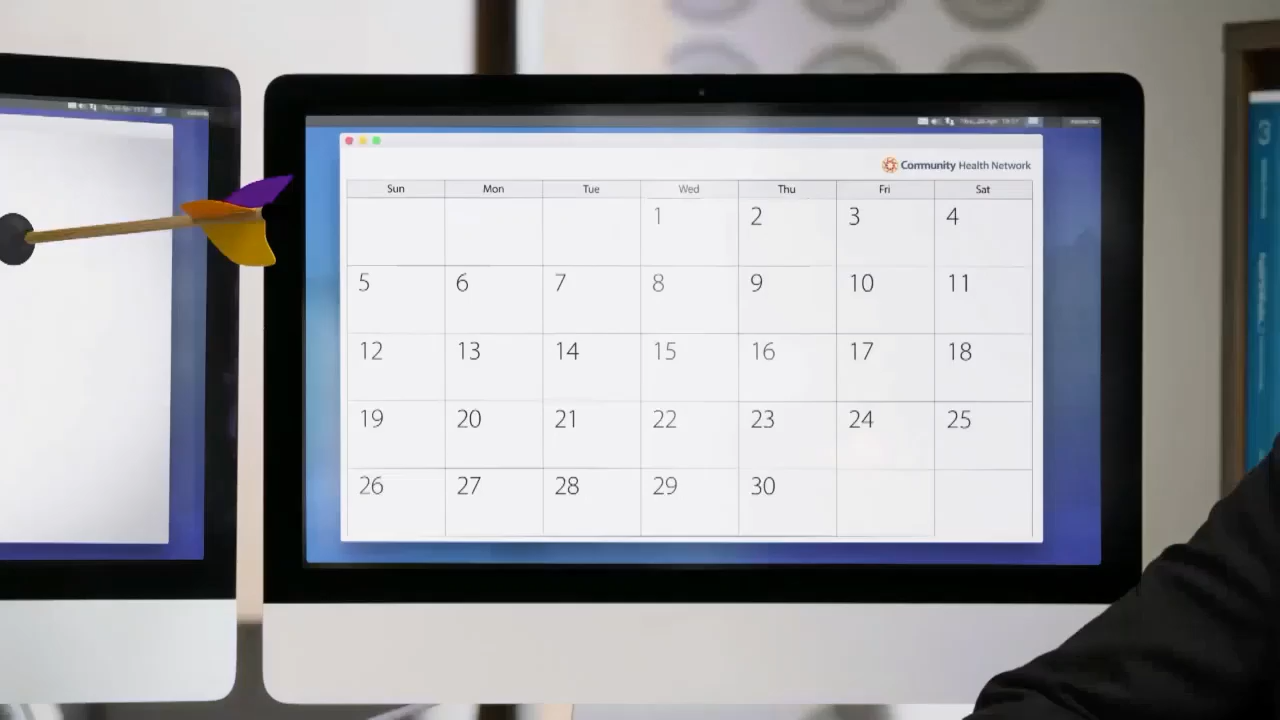 Community Health Network
Sun Mon Tue Wed Thu Fri Sat
1 2 3 4
5 6 7 8 9 10 11
12 13 14 15 16 17 18
19 20 21 22 23 24 25
26 27 28 29 30
3